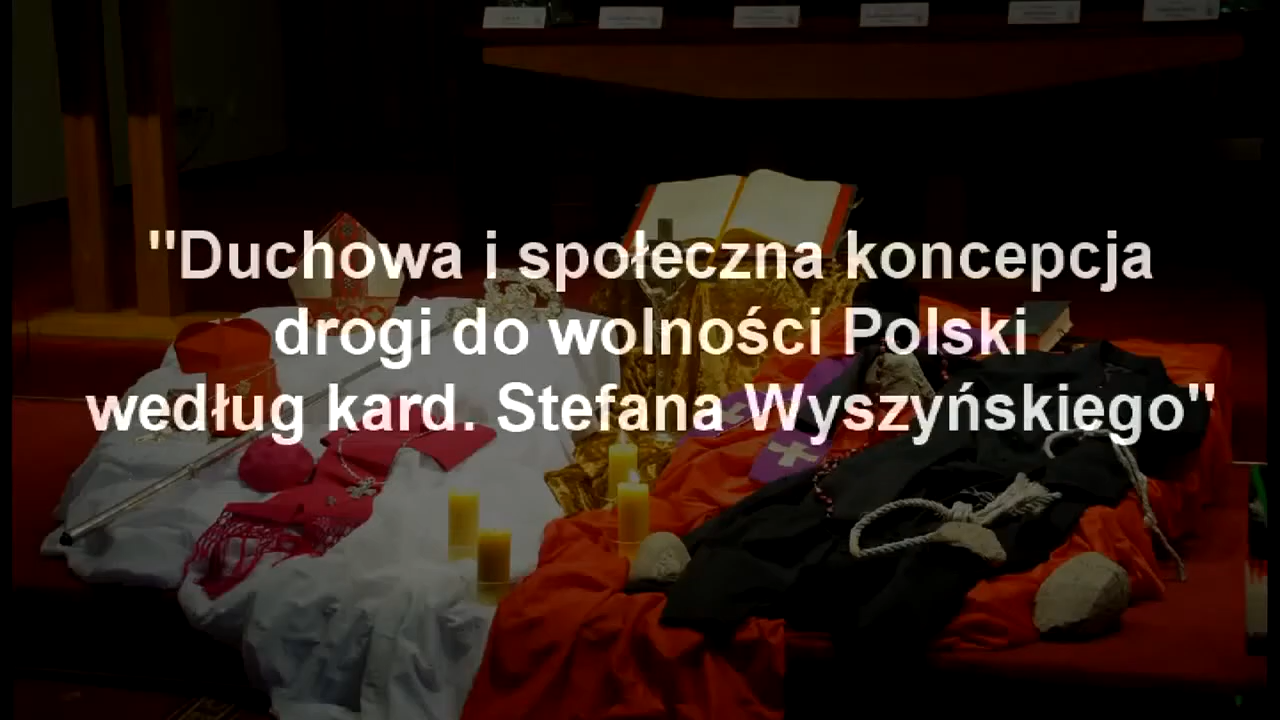 "Duchowa i społeczna koncepcja
drogi do wolności Polski
według kard. Stefana Wyszyńskiego"